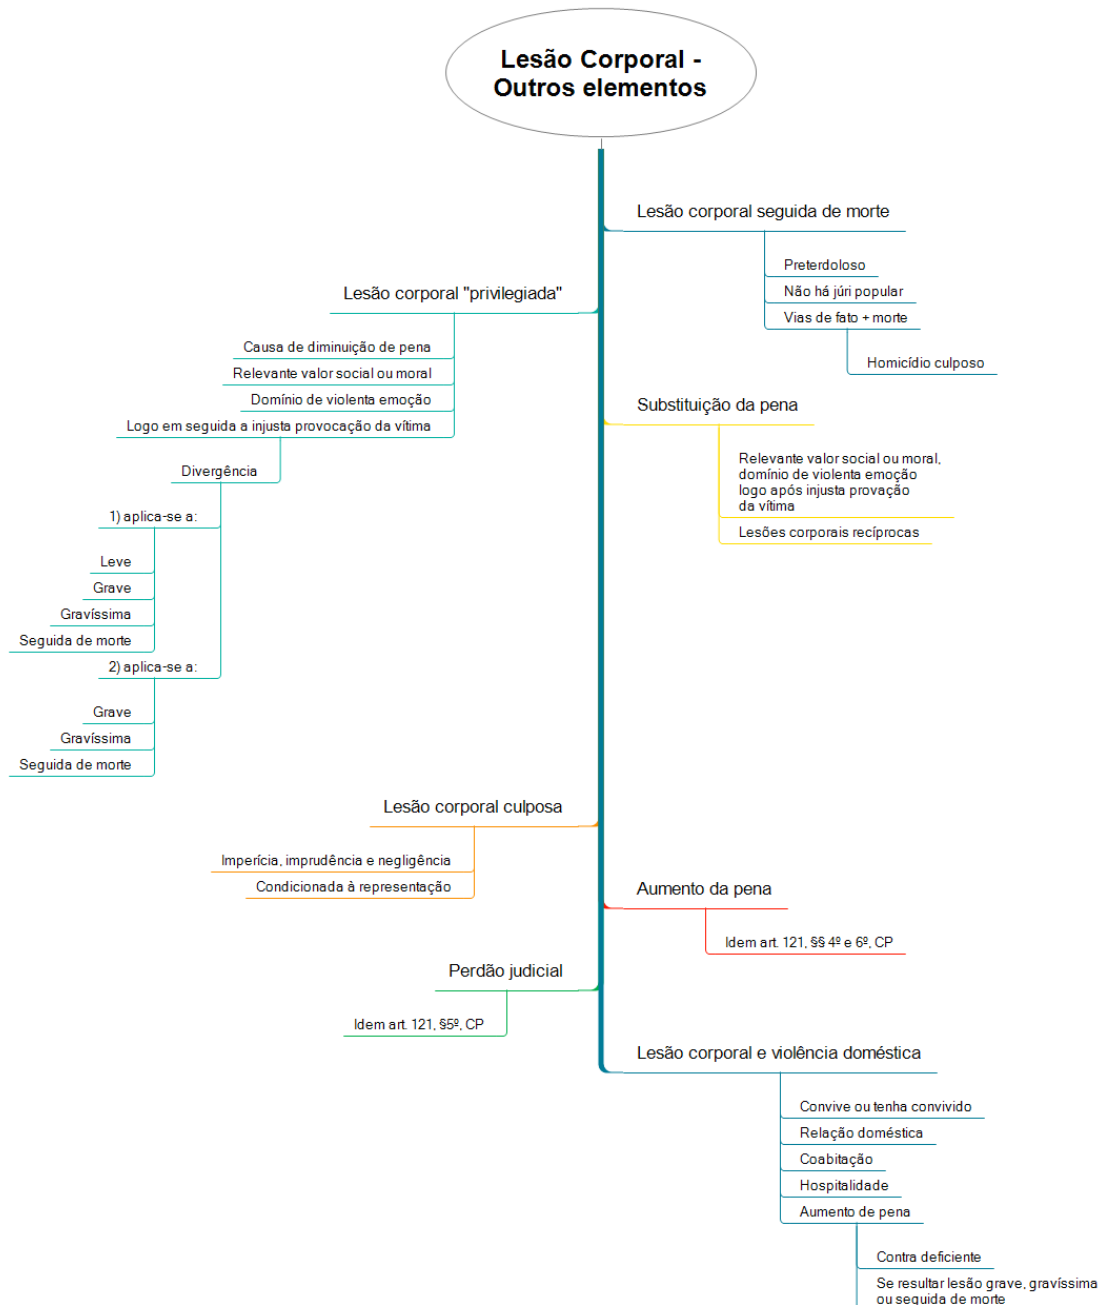 Lesão Corporal -
Outros elementos
Lesão corporal seguida de morte
Preterdoloso
Não há júri popular
Vias de fato + morte
Homicídio culposo
Lesão corporal "privilegiada"
Causa de diminuição de pena
Relevante valor social ou moral
Domínio de violenta emoção
Logo em seguida a injusta provocação da vítima
Divergência
1) aplica-se a:
Leve
Grave
Gravíssima
Seguida de morte
2) aplica-se a:
Grave
Gravíssima
Seguida de morte
Substituição da pena
Relevante valor social ou moral,
domínio de violenta emoção
logo após injusta provação
da vítima
Lesões corporais recíprocas
Lesão corporal culposa
Imperícia, imprudência e negligência
Condicionada à representação
Aumento da pena
Idem art. 121, §§ 4º e 6º, CP
Perdão judicial
Idem art. 121, §5º, CP
Lesão corporal e violência doméstica
Convive ou tenha convivido
Relação doméstica
Coabitação
Hospitalidade
Aumento de pena
Contra deficiente
Se resultar lesão grave, gravíssima
ou seguida de morte